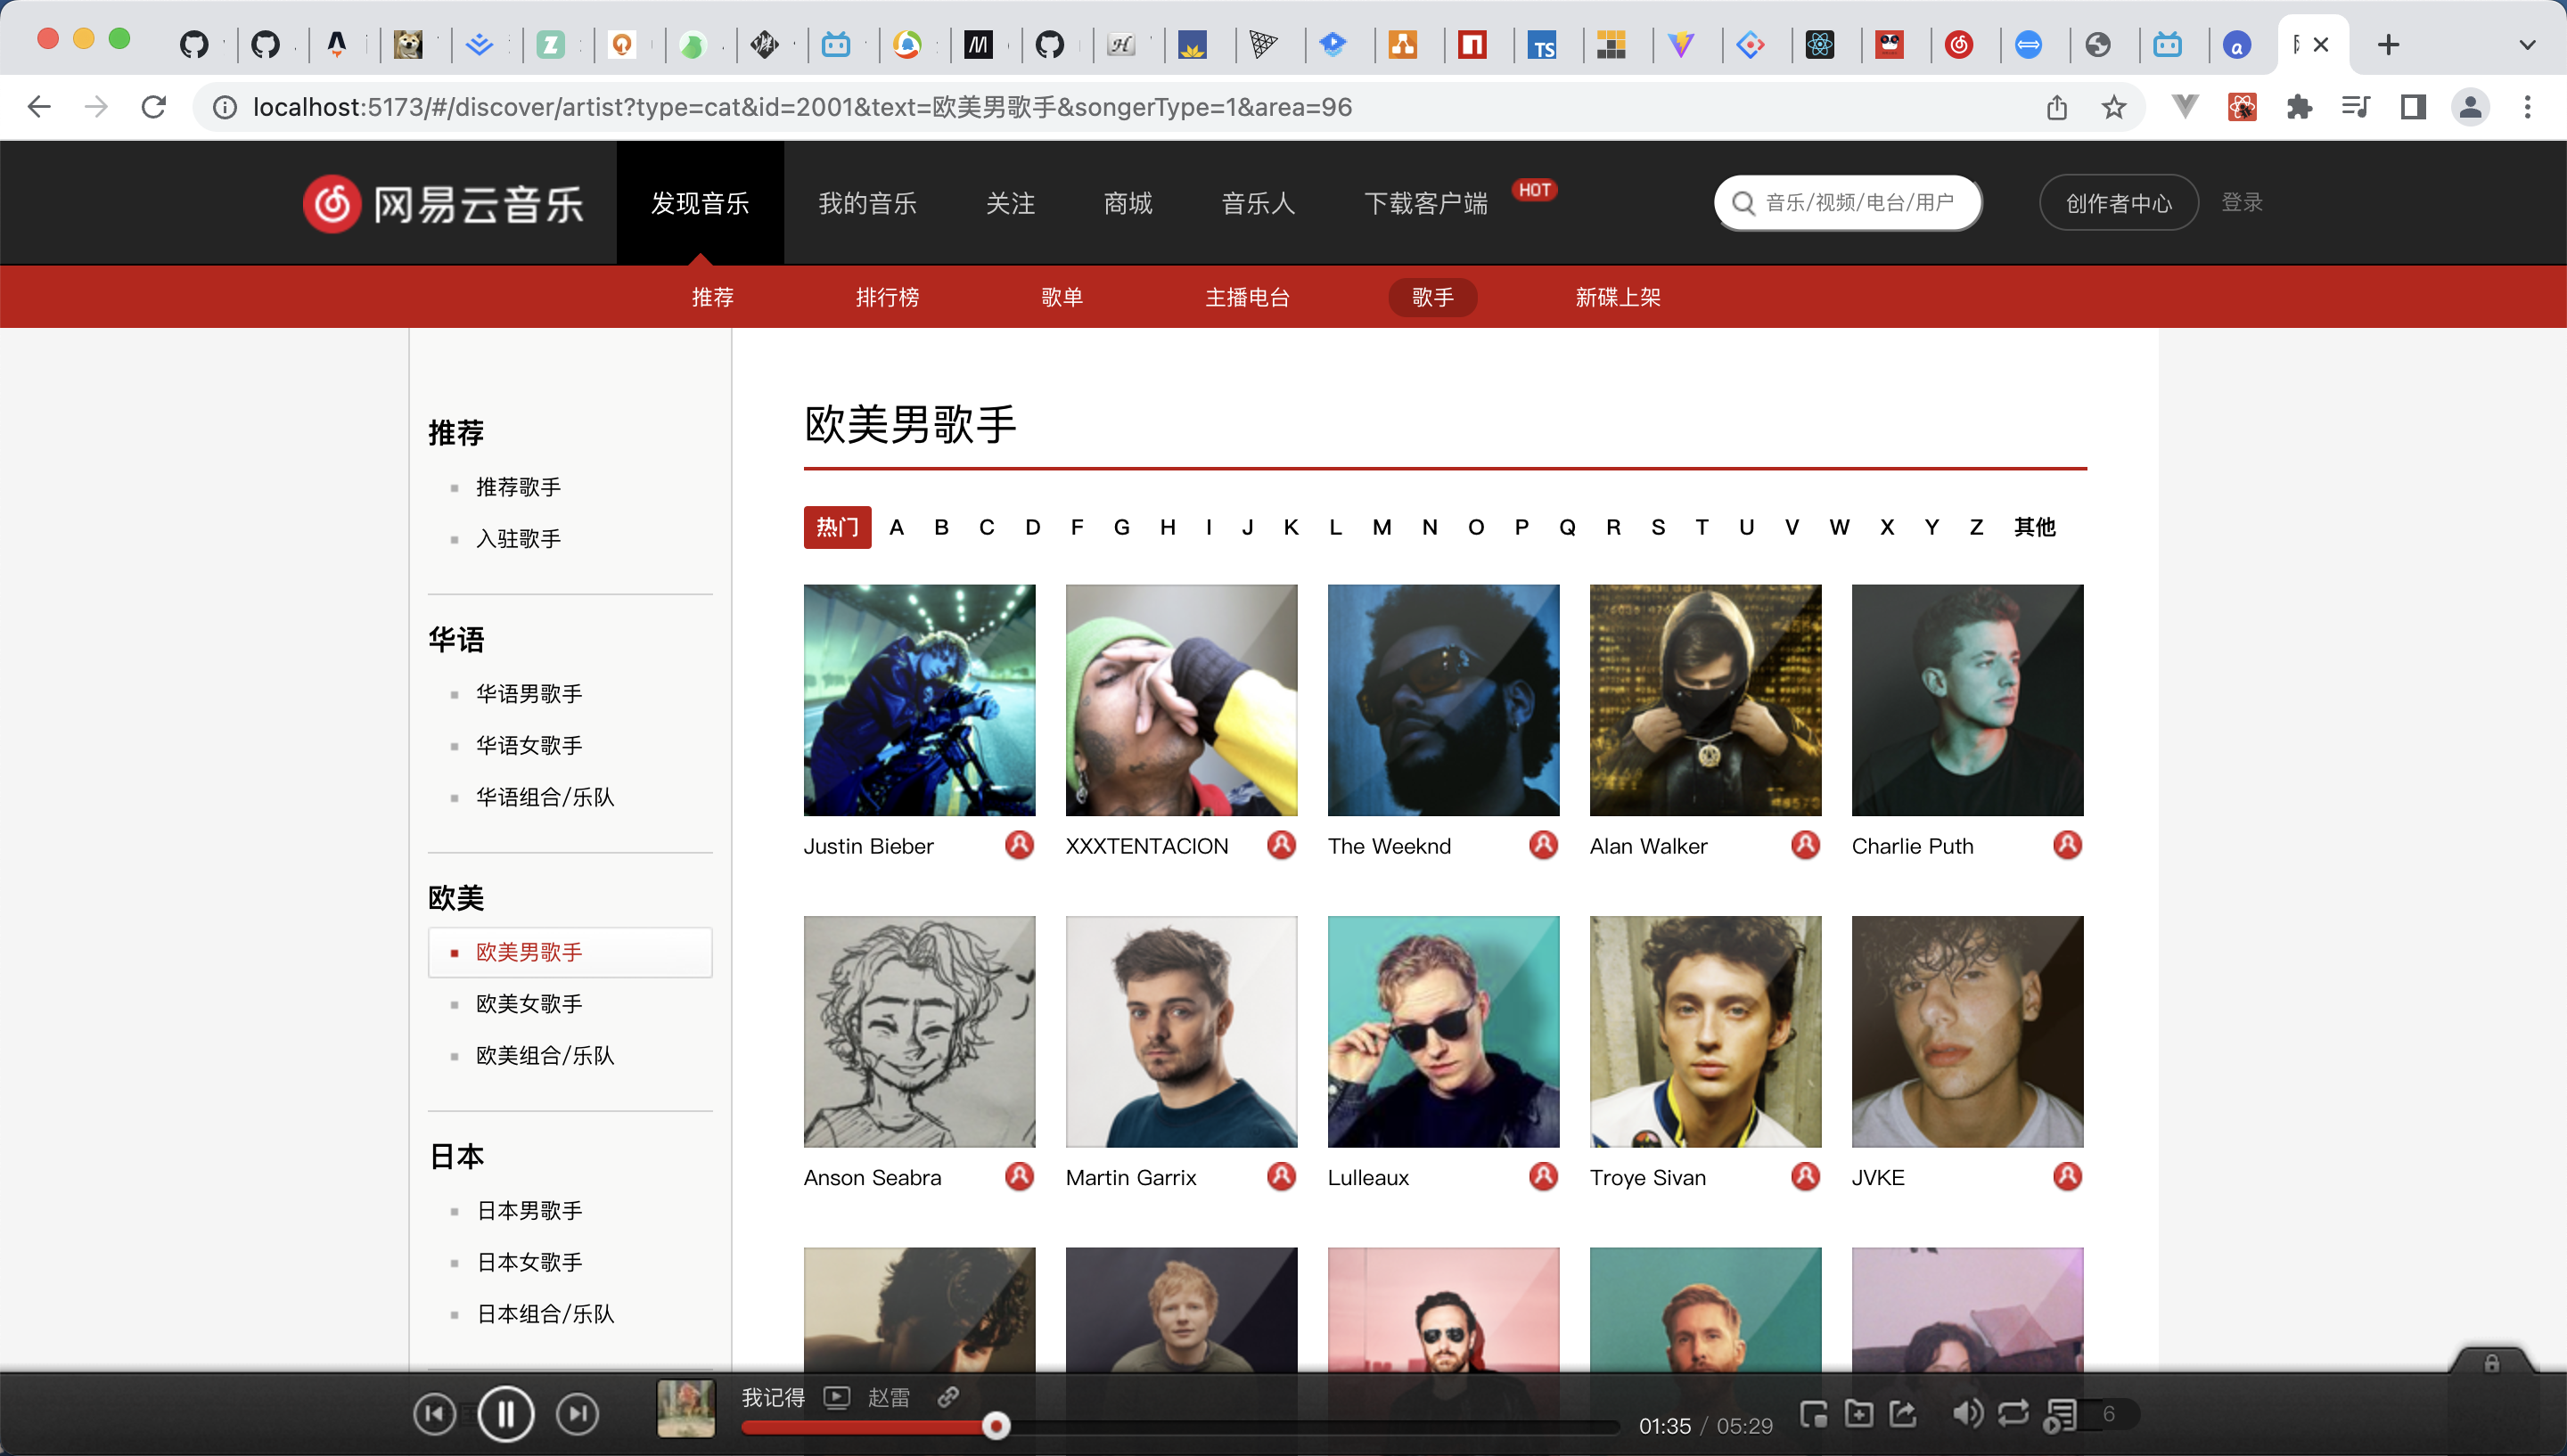 localhost:5173/#/discover/artist?type=cat&id=2001&text=欧美男歌手&songerType=1&area=96
网易云音乐 发现音乐 我的音乐 关注 商城 音乐人 下载客户端 HOT 音乐/视频/电台/用户 创作者中心 登录
推荐 排行榜 歌单 主播电台 歌手 新碟上架
推荐
推荐歌手
入驻歌手
华语
华语男歌手
华语女歌手
华语组合/乐队
欧美
欧美男歌手
欧美女歌手
欧美组合/乐队
日本
日本男歌手
日本女歌手
日本组合/乐队
欧美男歌手
热门 A B C D F G H I J K L M N O P Q R S T U V W X Y Z 其他
Justin Bieber XXXTENTACION The Weeknd Alan Walker Charlie Puth
Anson Seabra Martin Garrix Lulleaux Troye Sivan JVKE
我记得 赵雷
01:35 / 05:29
6